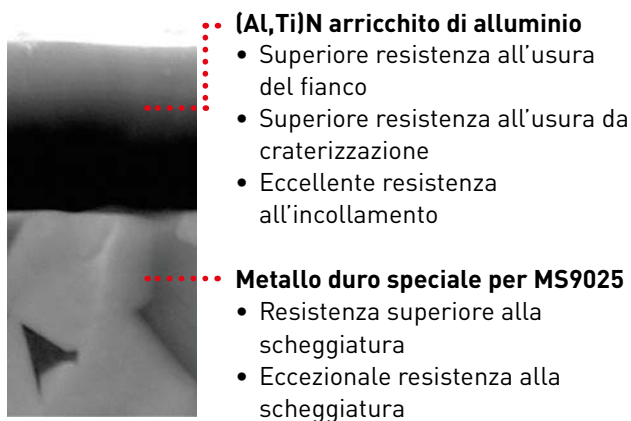 (Al,Ti)N arricchito di alluminio
• Superiore resistenza all'usura
del fianco
• Superiore resistenza all'usura da
craterizzazione
• Eccellente resistenza
all'incollamento
Metallo duro speciale per MS9025
• Resistenza superiore alla
scheggiatura
• Eccezionale resistenza alla
scheggiatura